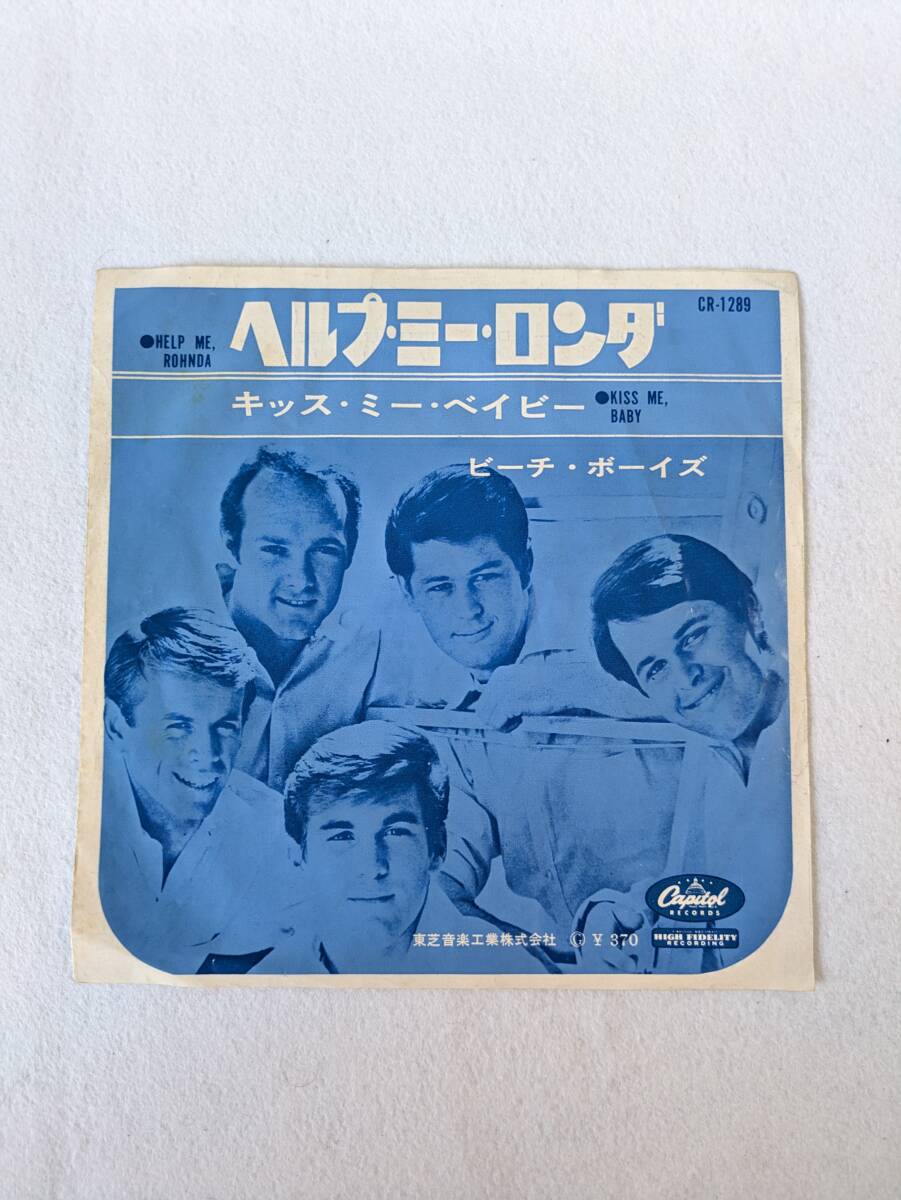 ヘルプ・ミー・ロンダ
CR-1289
●HELP ME,
ROHNDA
キッス・ミー・ベイビー
●KISS ME,
BABY
ビーチ・ボーイズ
Capitol
RECORDS
東芝音楽工業株式会社 Ⓒ ¥ 370
HIGH FIDELITY
RECORDING